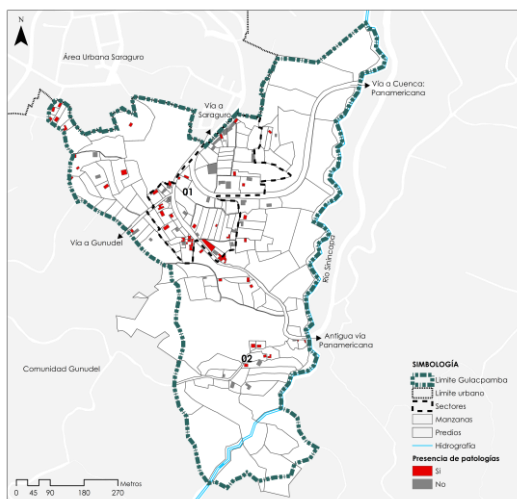 N
Área Urbana Saraguro
Vía a
Saraguro
Vía a Cuenca:
Panamericana
01
Vía a Gunudel
Río Sinincapa
Antigua vía
Panamericana
02
Comunidad Gunudel
SIMBOLOGÍA
Límite Gulacpamba
Límite urbano
Sectores
Manzanas
Predios
Hidrografía
Presencia de patologías
Si
No
0 45 90 180 270
Metros